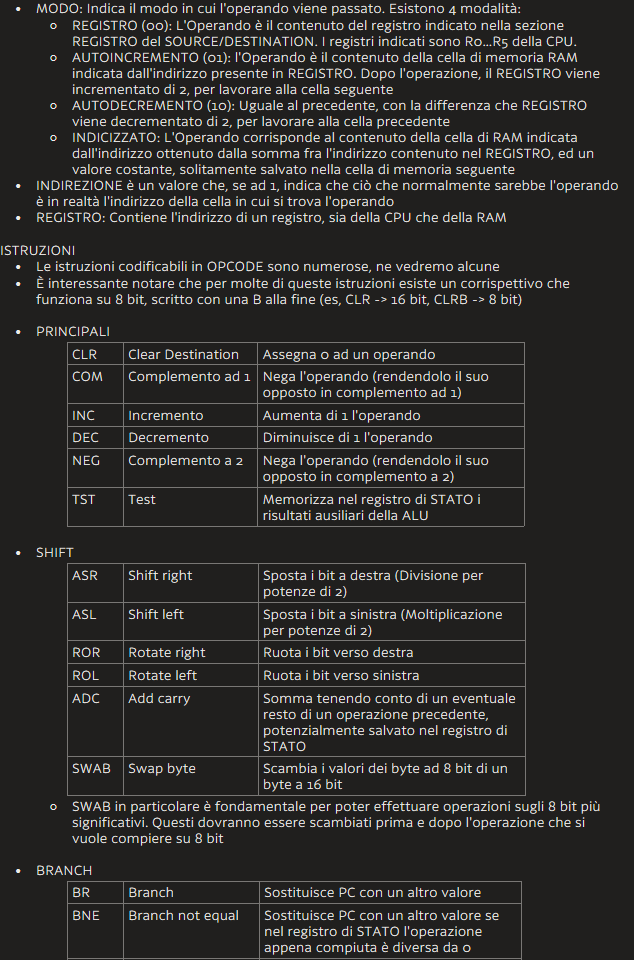 • MODO: Indica il modo in cui l'operando viene passato. Esistono 4 modalità:
○ REGISTRO (00): L'Operando è il contenuto del registro indicato nella sezione
REGISTRO del SOURCE/DESTINATION. I registri indicati sono R0...R5 della CPU.
○ AUTOINCREMENTO (01): l'Operando è il contenuto della cella di memoria RAM
indicata dall'indirizzo presente in REGISTRO. Dopo l'operazione, il REGISTRO viene
incrementato di 2, per lavorare alla cella seguente
○ AUTODECREMENTO (10): Uguale al precedente, con la differenza che REGISTRO
viene decrementato di 2, per lavorare alla cella precedente
○ INDICIZZATO: L'Operando corrisponde al contenuto della cella di RAM indicata
dall'indirizzo ottenuto dalla somma fra l'indirizzo contenuto nel REGISTRO, ed un
valore costante, solitamente salvato nella cella di memoria seguente
• INDIREZIONE è un valore che, se ad 1, indica che ciò che normalmente sarebbe l'operando
è in realtà l'indirizzo della cella in cui si trova l'operando
• REGISTRO: Contiene l'indirizzo di un registro, sia della CPU che della RAM
ISTRUZIONI
• Le istruzioni codificabili in OPCODE sono numerose, ne vedremo alcune
• È interessante notare che per molte di queste istruzioni esiste un corrispettivo che
funziona su 8 bit, scritto con una B alla fine (es, CLR -> 16 bit, CLRB -> 8 bit)
• PRINCIPALI
CLR Clear Destination Assegna 0 ad un operando
COM Complemento ad 1 Nega l'operando (rendendolo il suo
opposto in complemento ad 1)
INC Incremento Aumenta di 1 l'operando
DEC Decremento Diminuisce di 1 l'operando
NEG Complemento a 2 Nega l'operando (rendendolo il suo
opposto in complemento a 2)
TST Test Memorizza nel registro di STATO i
risultati ausiliari della ALU
• SHIFT
ASR Shift right Sposta i bit a destra (Divisione per
potenze di 2)
ASL Shift left Sposta i bit a sinistra (Moltiplicazione
per potenze di 2)
ROR Rotate right Ruota i bit verso destra
ROL Rotate left Ruota i bit verso sinistra
ADC Add carry Somma tenendo conto di un eventuale
resto di un operazione precedente,
potenzialmente salvato nel registro di
STATO
SWAB Swap byte Scambia i valori dei byte ad 8 bit di un
byte a 16 bit
○ SWAB in particolare è fondamentale per poter effettuare operazioni sugli 8 bit più
significativi. Questi dovranno essere scambiati prima e dopo l'operazione che si
vuole compiere su 8 bit
• BRANCH
BR Branch Sostituisce PC con un altro valore
BNE Branch not equal Sostituisce PC con un altro valore se
nel registro di STATO l'operazione
appena compiuta è diversa da 0